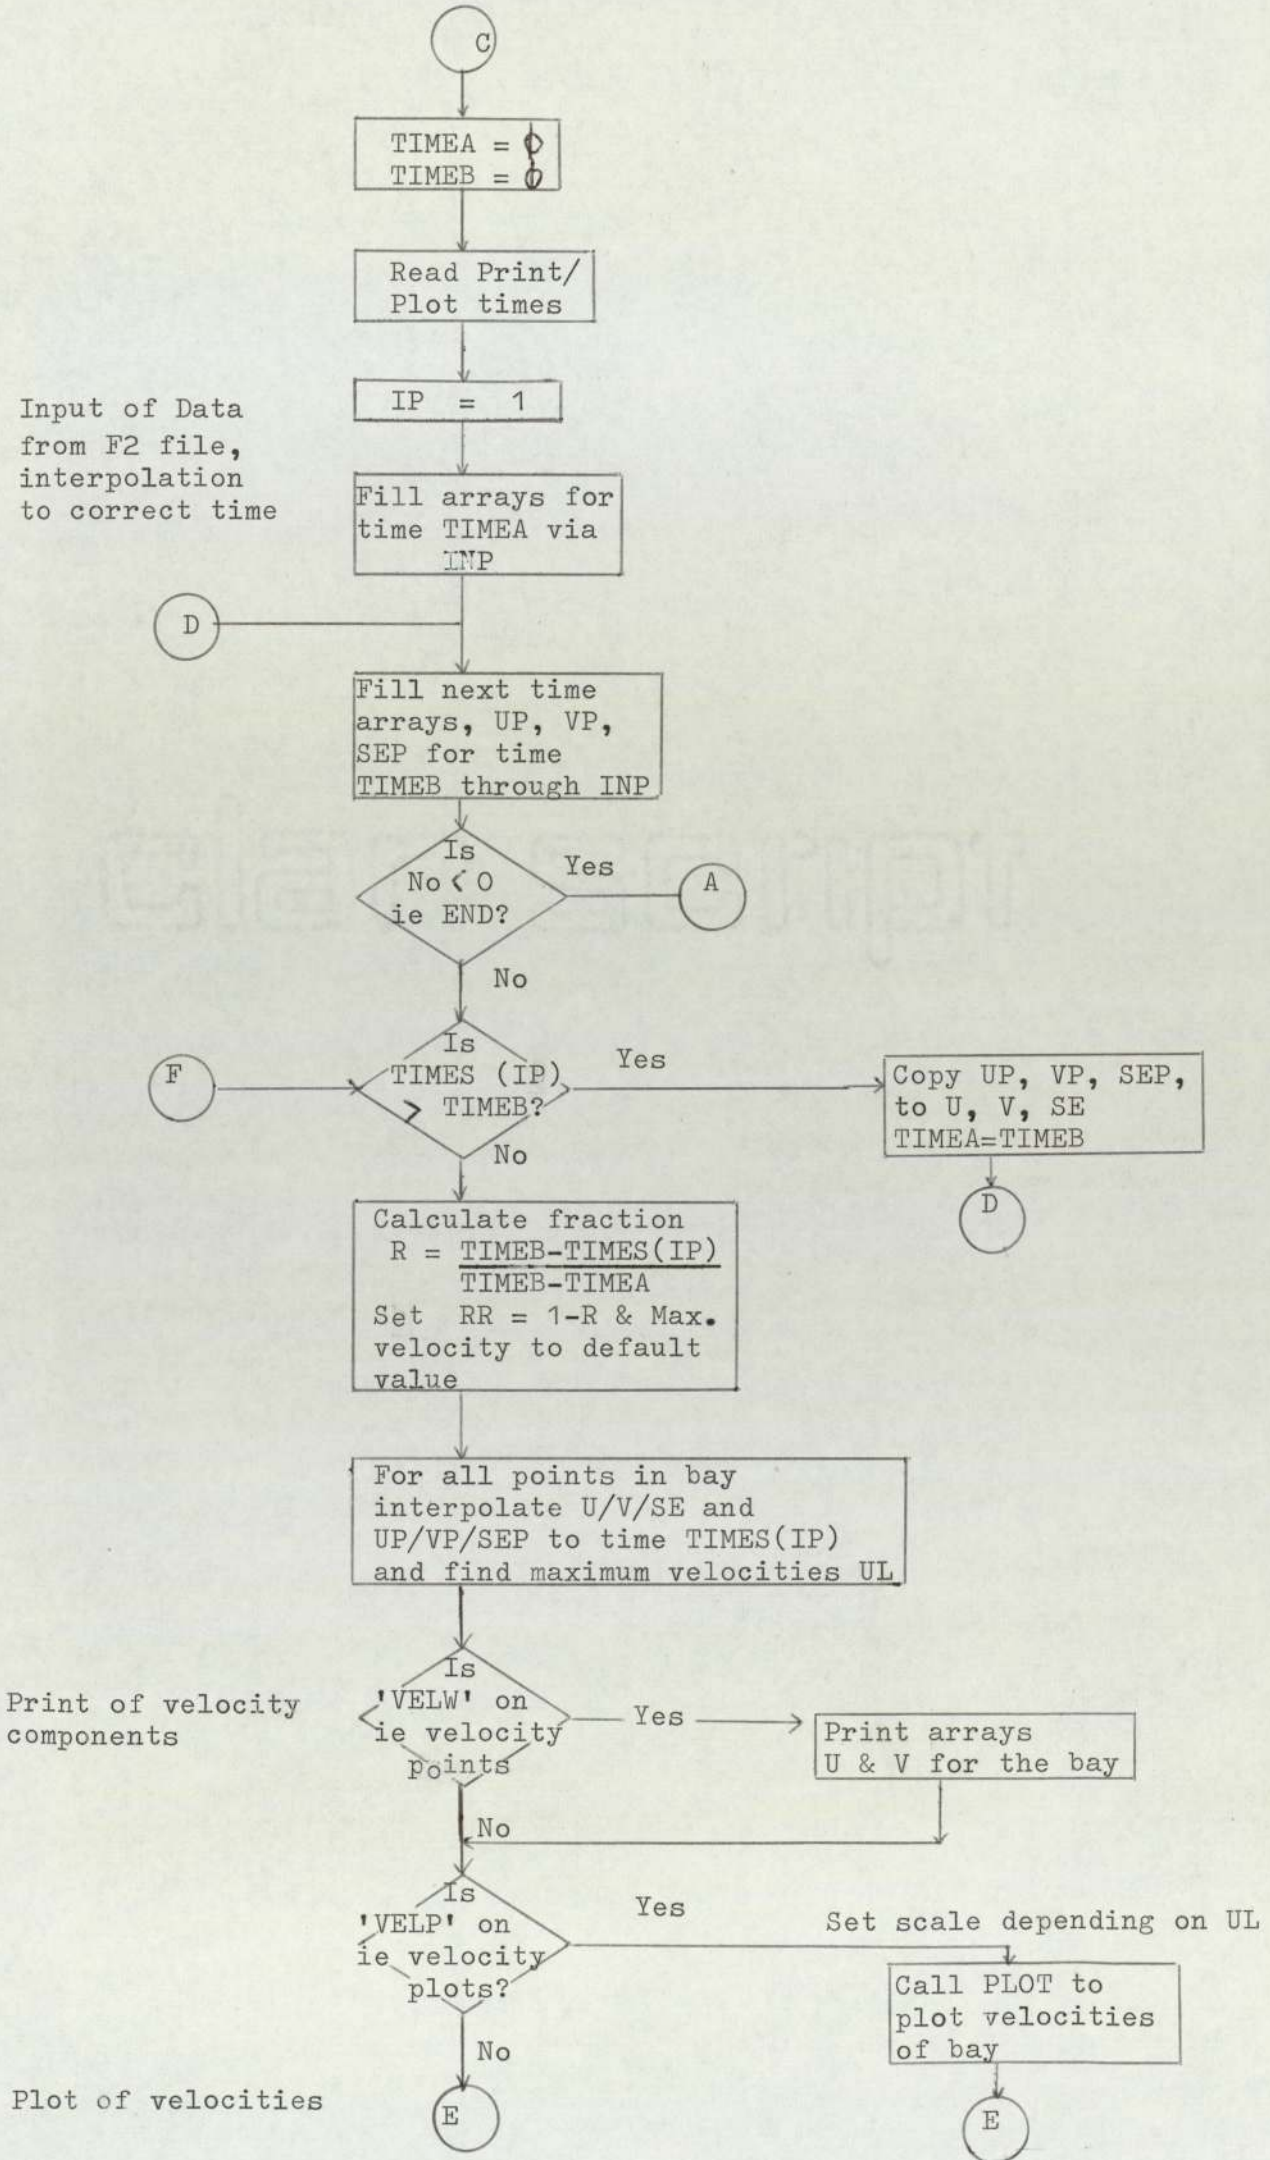 C
TIMEA = 0
TIMEB = 0
Read Print/
Plot times
IP = 1
Input of Data
from F2 file,
interpolation
to correct time
Fill arrays for
time TIMEA via
INP
D
Fill next time
arrays, UP, VP,
SEP for time
TIMEB through INP
Is
No < 0
ie END?
Yes
A
No
F
Is
TIMES (IP)
> TIMEB?
Yes
Copy UP, VP, SEP,
to U, V, SE
TIMEA=TIMEB
D
No
Calculate fraction
R = TIMEB-TIMES(IP)
TIMEB-TIMEA
Set RR = 1-R & Max.
velocity to default
value
For all points in bay
interpolate U/V/SE and
UP/VP/SEP to time TIMES(IP)
and find maximum velocities UL
Print of velocity
components
Is
'VELW' on
ie velocity
points
Yes
Print arrays
U & V for the bay
No
Is
'VELP' on
ie velocity
plots?
Yes
Set scale depending on UL
Call PLOT to
plot velocities
of bay
No
Plot of velocities
E
E